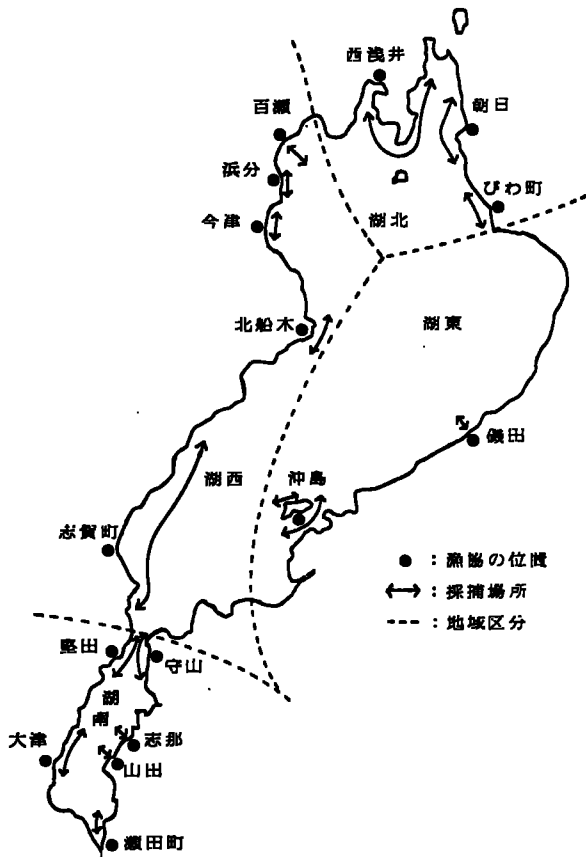 西浅井
百瀬
朝日
浜分
びわ町
今津
湖北
北船木
湖東
磯田
湖西
沖島
志賀町
● : 漁協の位置
↔ : 採捕場所
---- : 地域区分
堅田
守山
湖南
志那
大津
山田
瀬田町